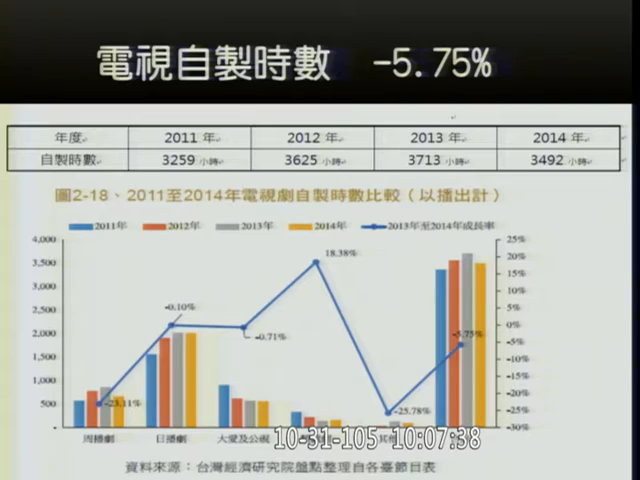 電視自製時數 -5.75%
年度 2011 年 2012 年 2013 年 2014 年
自製時數 3259 小時 3625 小時 3713 小時 3492 小時
圖2-18、2011至2014年電視劇自製時數比較（以播出計）
2011年 2012年 2013年 2014年 2013年至2014年成長率
4,000 25%
3,500 20%
3,000 15%
2,500 10%
2,000 5%
1,500 0%
1,000 -5%
500 -10%
- -15%
-20%
-25%
-30%
18.38%
-0.10%
-0.71%
-5.75%
-23.11%
-25.78%
周播劇 日播劇 大愛及公視
10-31-105 10:07:38
資料來源：台灣經濟研究院盤點整理自各臺節目表